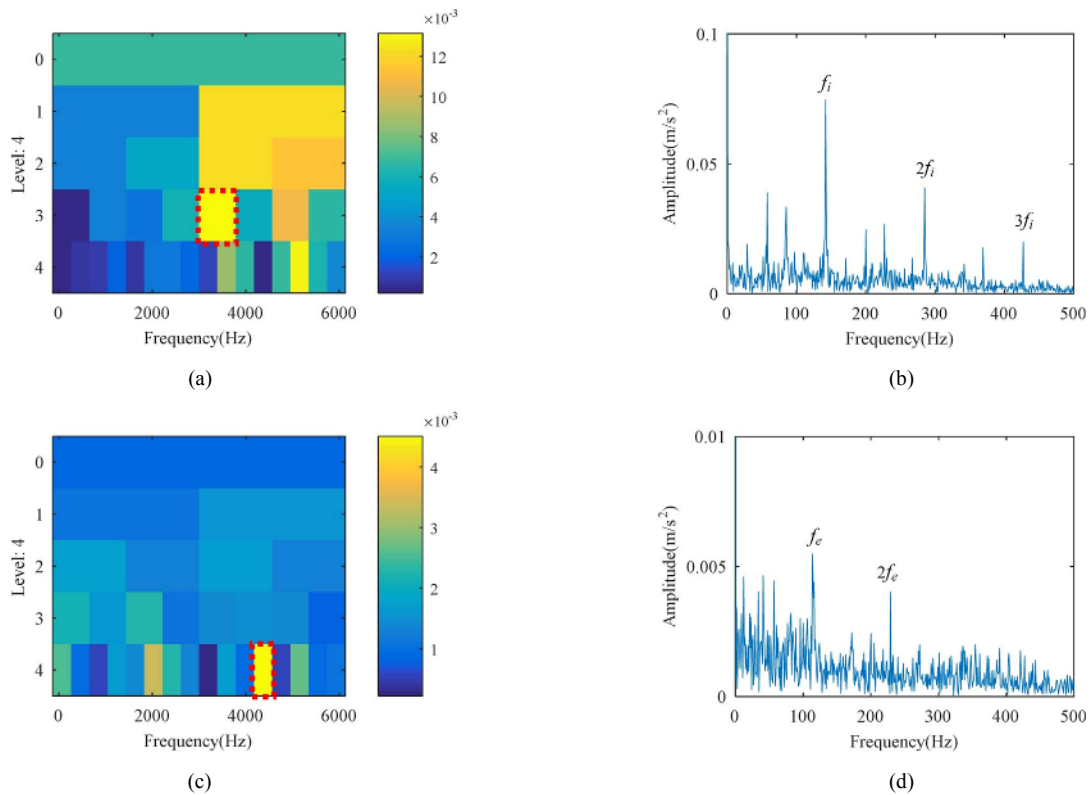 ×10⁻³
0
1
2
3
4
Level: 4
0 2000 4000 6000
Frequency(Hz)
12
10
8
6
4
2
(a)
0.1
0.05
0
Amplitude(m/s²)
fᵢ
2fᵢ
3fᵢ
0 100 200 300 400 500
Frequency(Hz)
(b)
×10⁻³
0
1
2
3
4
Level: 4
0 2000 4000 6000
Frequency(Hz)
4
3
2
1
(c)
0.01
0.005
0
Amplitude(m/s²)
fₑ
2fₑ
0 100 200 300 400 500
Frequency(Hz)
(d)